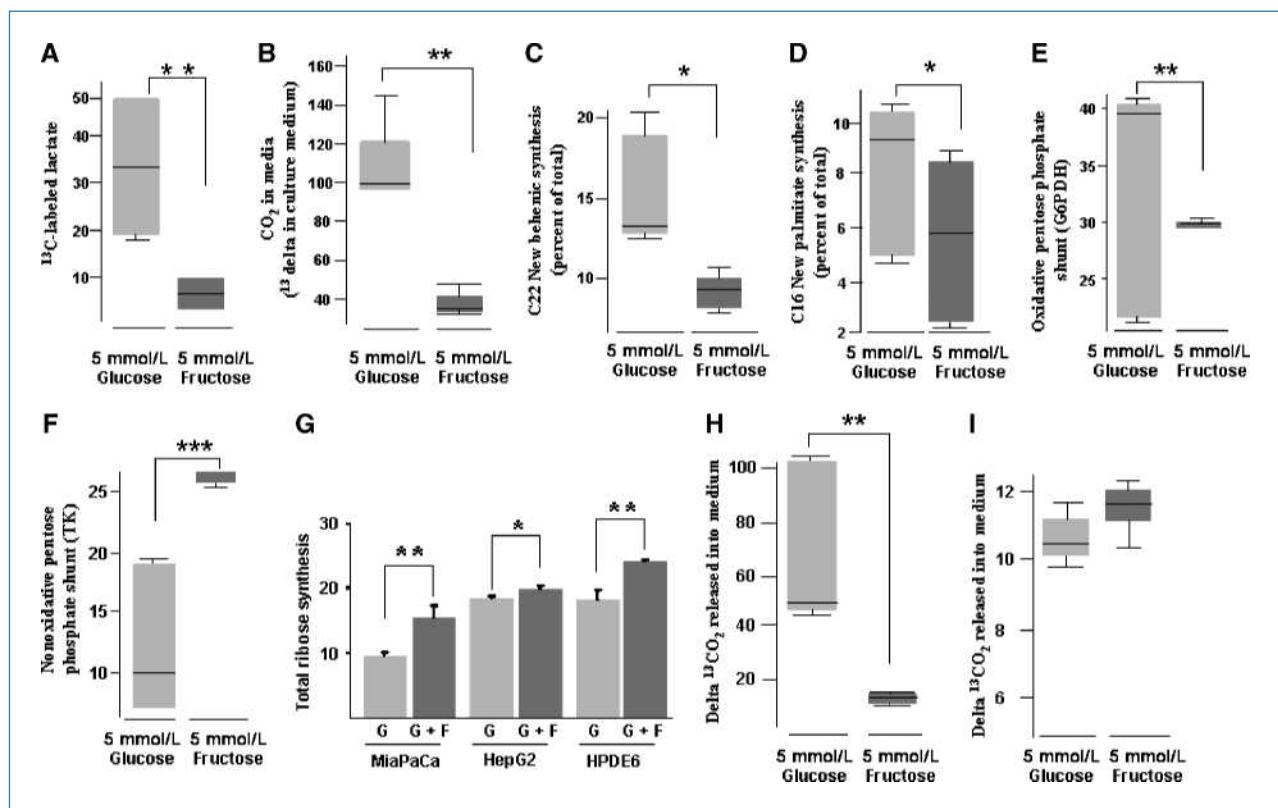 A
**
13C-labeled lactate
50
40
30
20
10
5 mmol/L
Glucose
5 mmol/L
Fructose
B
**
CO2 in media
(13 delta in culture medium)
160
140
120
100
80
60
40
5 mmol/L
Glucose
5 mmol/L
Fructose
C
*
C22 New behenic synthesis
(percent of total)
20
15
10
5 mmol/L
Glucose
5 mmol/L
Fructose
D
*
C16 New palmitate synthesis
(percent of total)
10
8
6
4
2
5 mmol/L
Glucose
5 mmol/L
Fructose
E
**
Oxidative pentose phosphate
shunt (G6PDH)
40
30
25
5 mmol/L
Glucose
5 mmol/L
Fructose
F
***
Nonoxidative pentose
phosphate shunt (TK)
25
20
15
10
5 mmol/L
Glucose
5 mmol/L
Fructose
G
**
*
**
Total ribose synthesis
30
20
10
G G + F G G + F G G + F
MiaPaCa HepG2 HPDE6
H
**
Delta 13CO2 released into medium
100
80
60
40
20
5 mmol/L
Glucose
5 mmol/L
Fructose
I
Delta 13CO2 released into medium
12
10
8
6
5 mmol/L
Glucose
5 mmol/L
Fructose